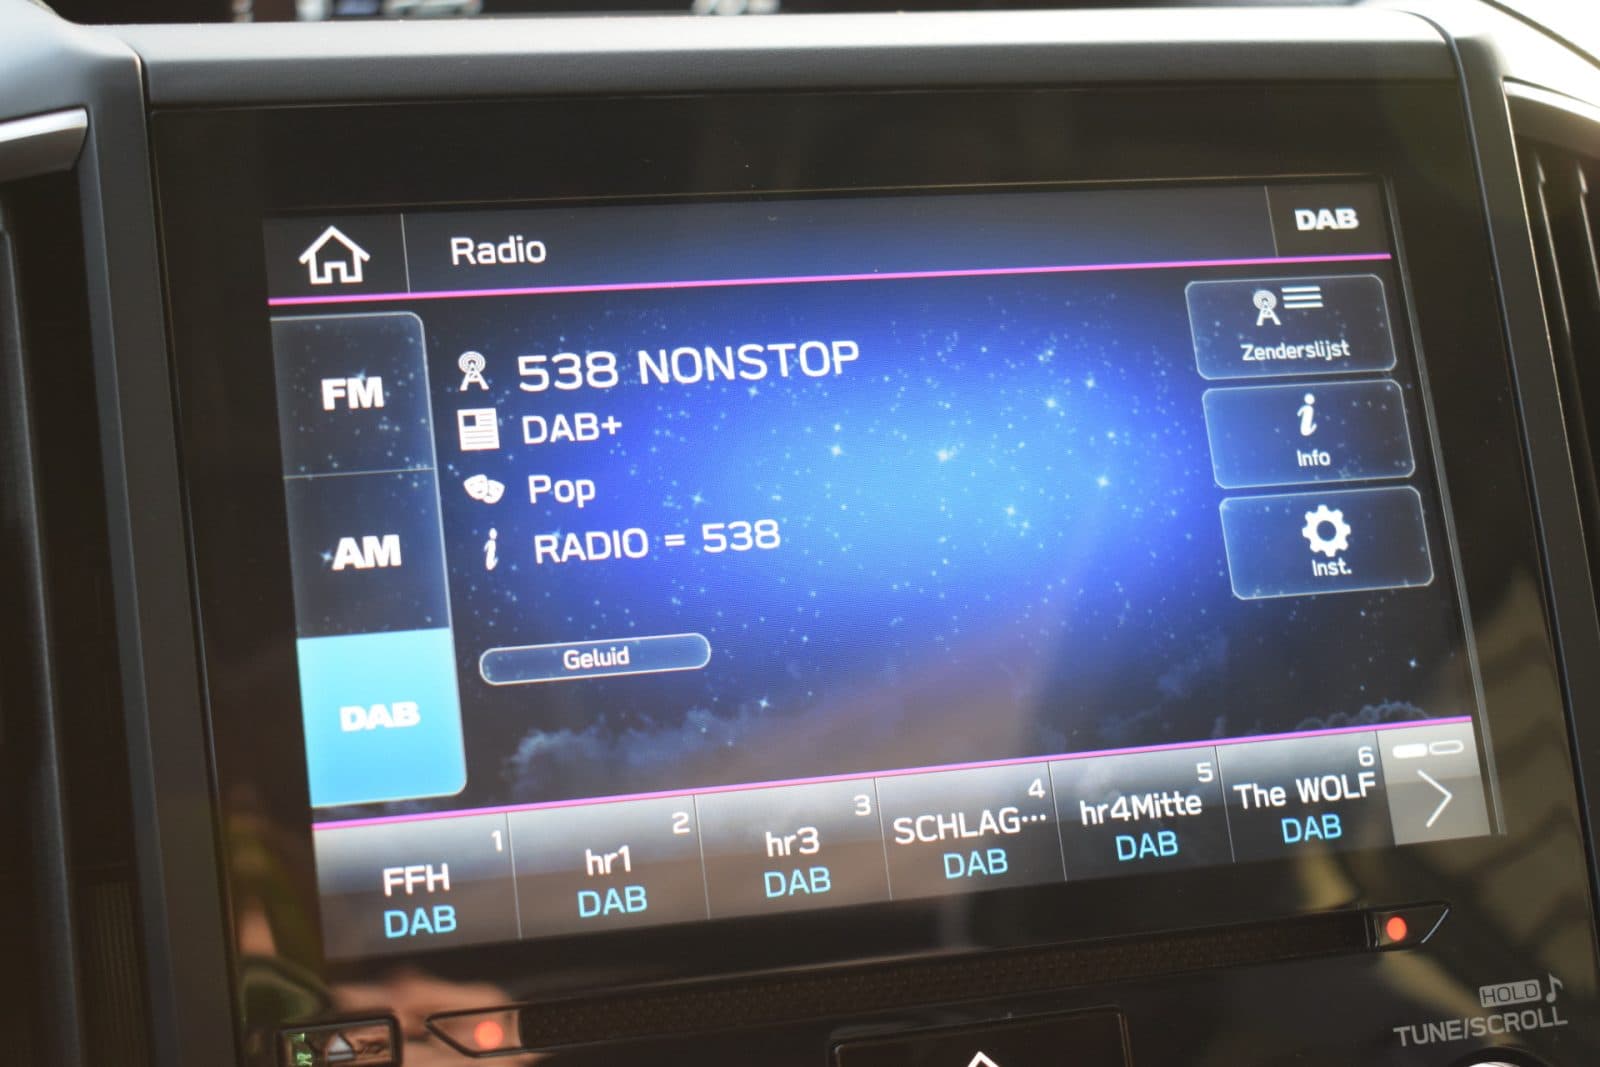 Radio
DAB
FM
AM
DAB
538 NONSTOP
DAB+
Pop
RADIO = 538
Geluid
Zenderslijst
Info
Inst.
1
FFH
DAB
2
hr1
DAB
3
hr3
DAB
4
SCHLAG…
DAB
5
hr4Mitte
DAB
6
The WOLF
DAB
HOLD
TUNE/SCROLL